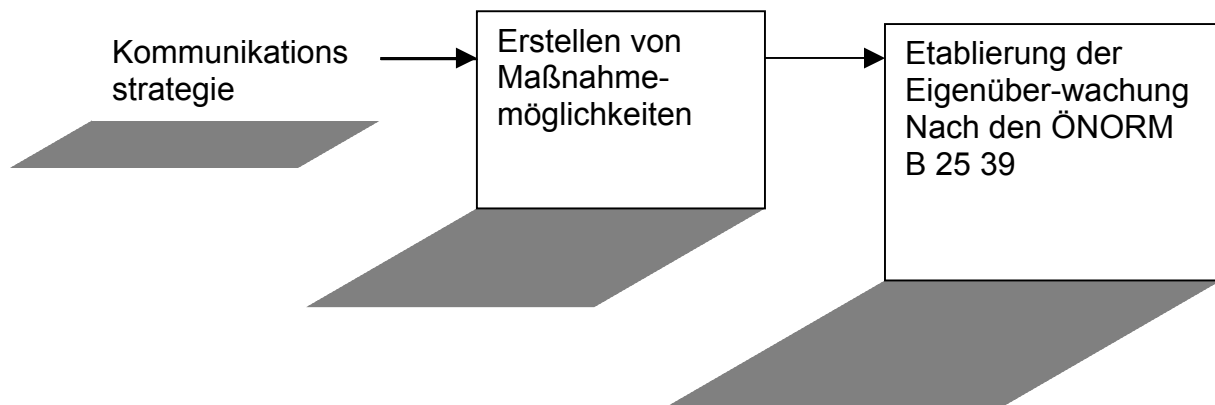 Kommunikations
strategie
Erstellen von
Maßnahme-
möglichkeiten
Etablierung der
Eigenüber-wachung
Nach den ÖNORM
B 25 39